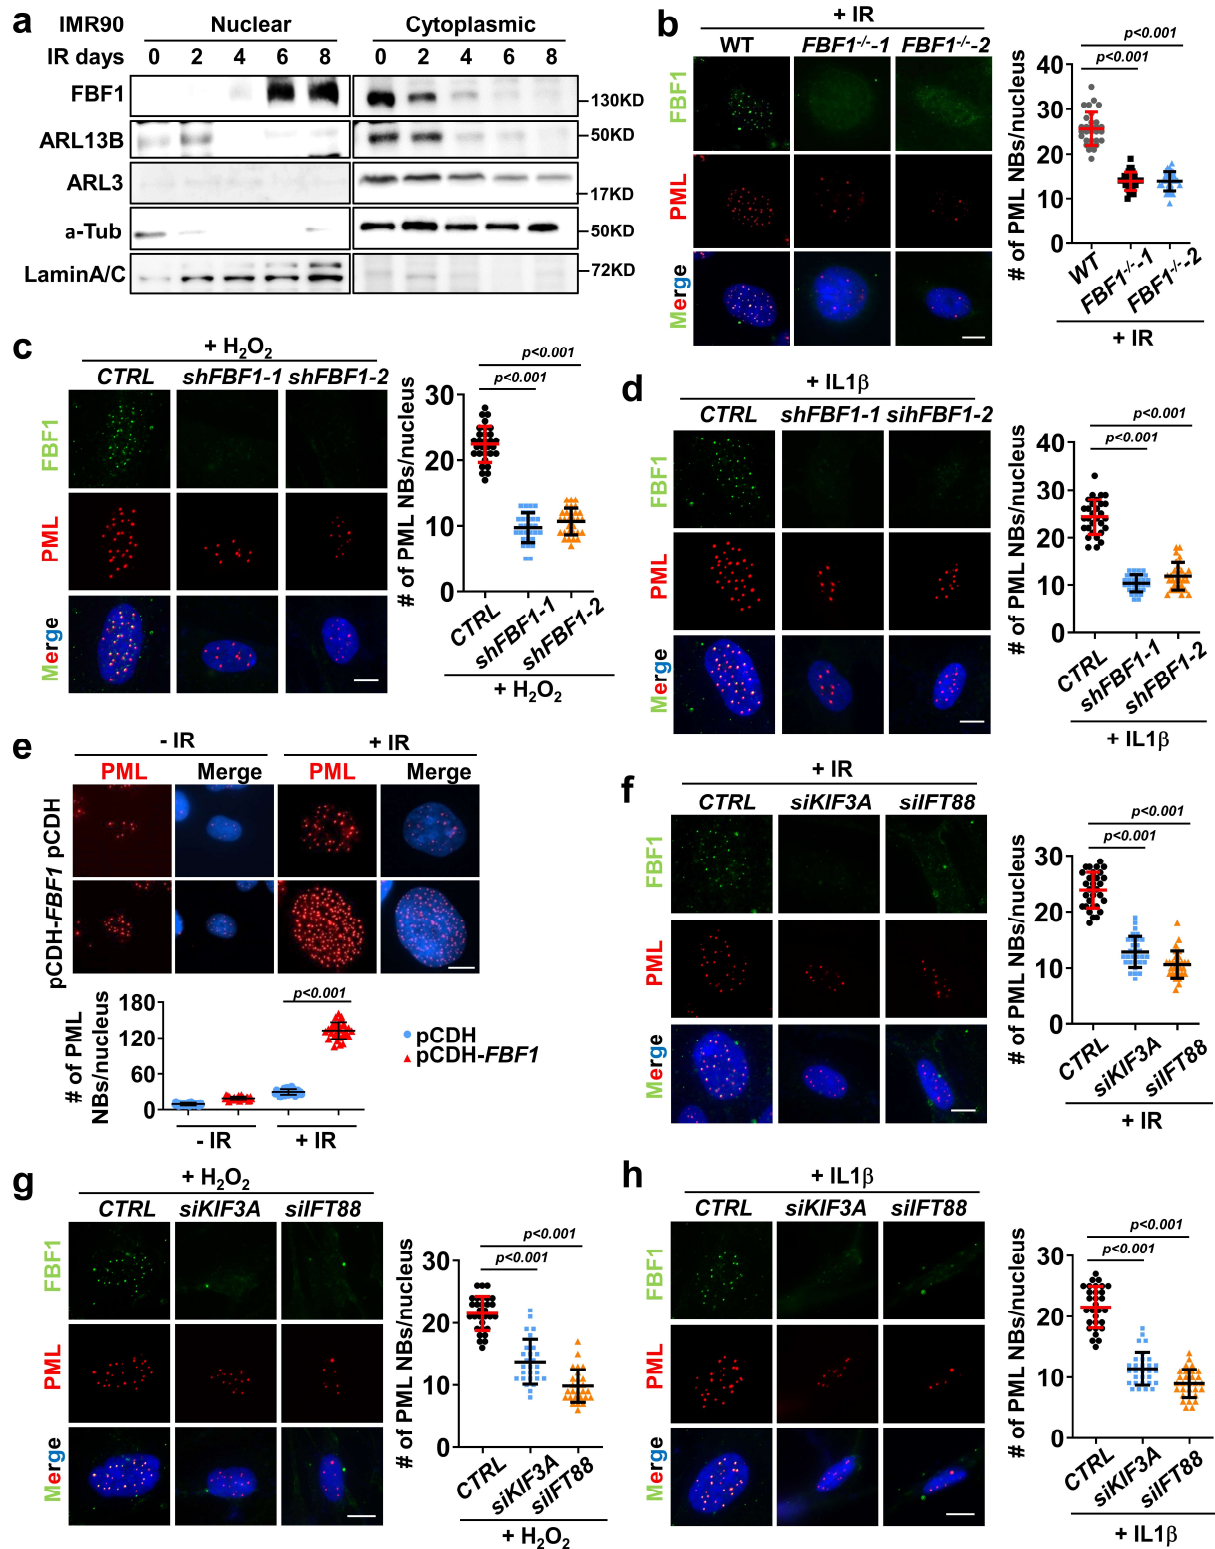 a
IMR90 Nuclear Cytoplasmic
IR days 0 2 4 6 8 0 2 4 6 8
FBF1 130KD
ARL13B 50KD
ARL3 17KD
a-Tub 50KD
LaminA/C 72KD
b
+ IR
WT FBF1-/--1 FBF1-/--2
FBF1
PML
Merge
# of PML NBs/nucleus
40
30
20
10
0
p<0.001
p<0.001
WT FBF1-/--1 FBF1-/--2
+ IR
c
+ H2O2
CTRL shFBF1-1 shFBF1-2
FBF1
PML
Merge
# of PML NBs/nucleus
30
20
10
0
p<0.001
p<0.001
CTRL shFBF1-1 shFBF1-2
+ H2O2
d
+ IL1β
CTRL shFBF1-1 sihFBF1-2
FBF1
PML
Merge
# of PML NBs/nucleus
40
30
20
10
0
p<0.001
p<0.001
CTRL shFBF1-1 shFBF1-2
+ IL1β
e
- IR + IR
PML Merge PML Merge
pCDH-FBF1 pCDH
# of PML
NBs/nucleus
180
120
60
0
p<0.001
pCDH
pCDH-FBF1
- IR + IR
f
+ IR
CTRL siKIF3A siIFT88
FBF1
PML
Merge
# of PML NBs/nucleus
30
20
10
0
p<0.001
p<0.001
CTRL siKIF3A siIFT88
+ IR
g
+ H2O2
CTRL siKIF3A siIFT88
FBF1
PML
Merge
# of PML NBs/nucleus
30
20
10
0
p<0.001
p<0.001
CTRL siKIF3A siIFT88
+ H2O2
h
+ IL1β
CTRL siKIF3A siIFT88
FBF1
PML
Merge
# of PML NBs/nucleus
30
20
10
0
p<0.001
p<0.001
CTRL siKIF3A siIFT88
+ IL1β